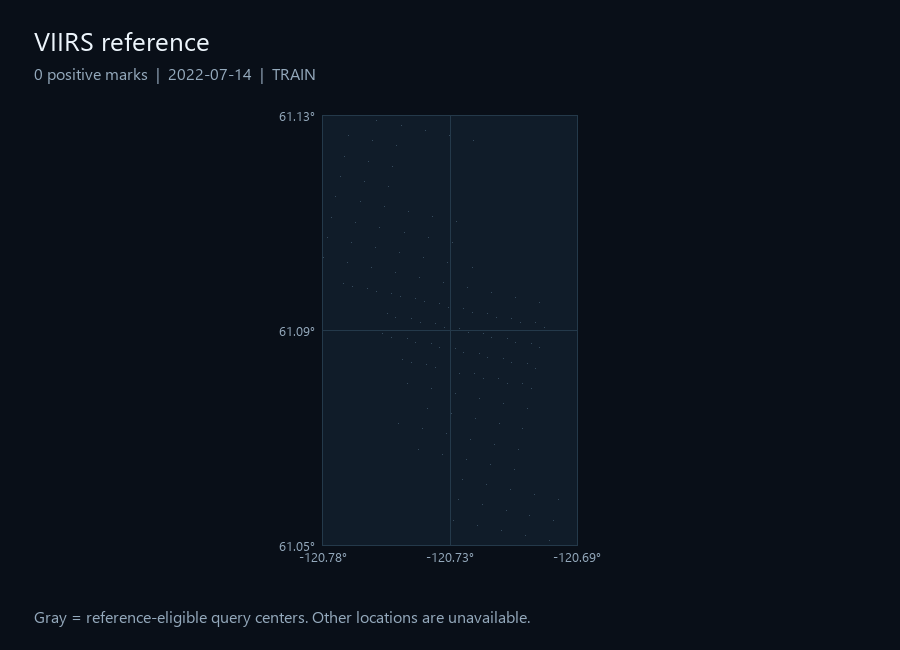 VIIRS reference
0 positive marks | 2022-07-14 | TRAIN
61.13°
61.09°
61.05°
-120.78° -120.73° -120.69°
Gray = reference-eligible query centers. Other locations are unavailable.